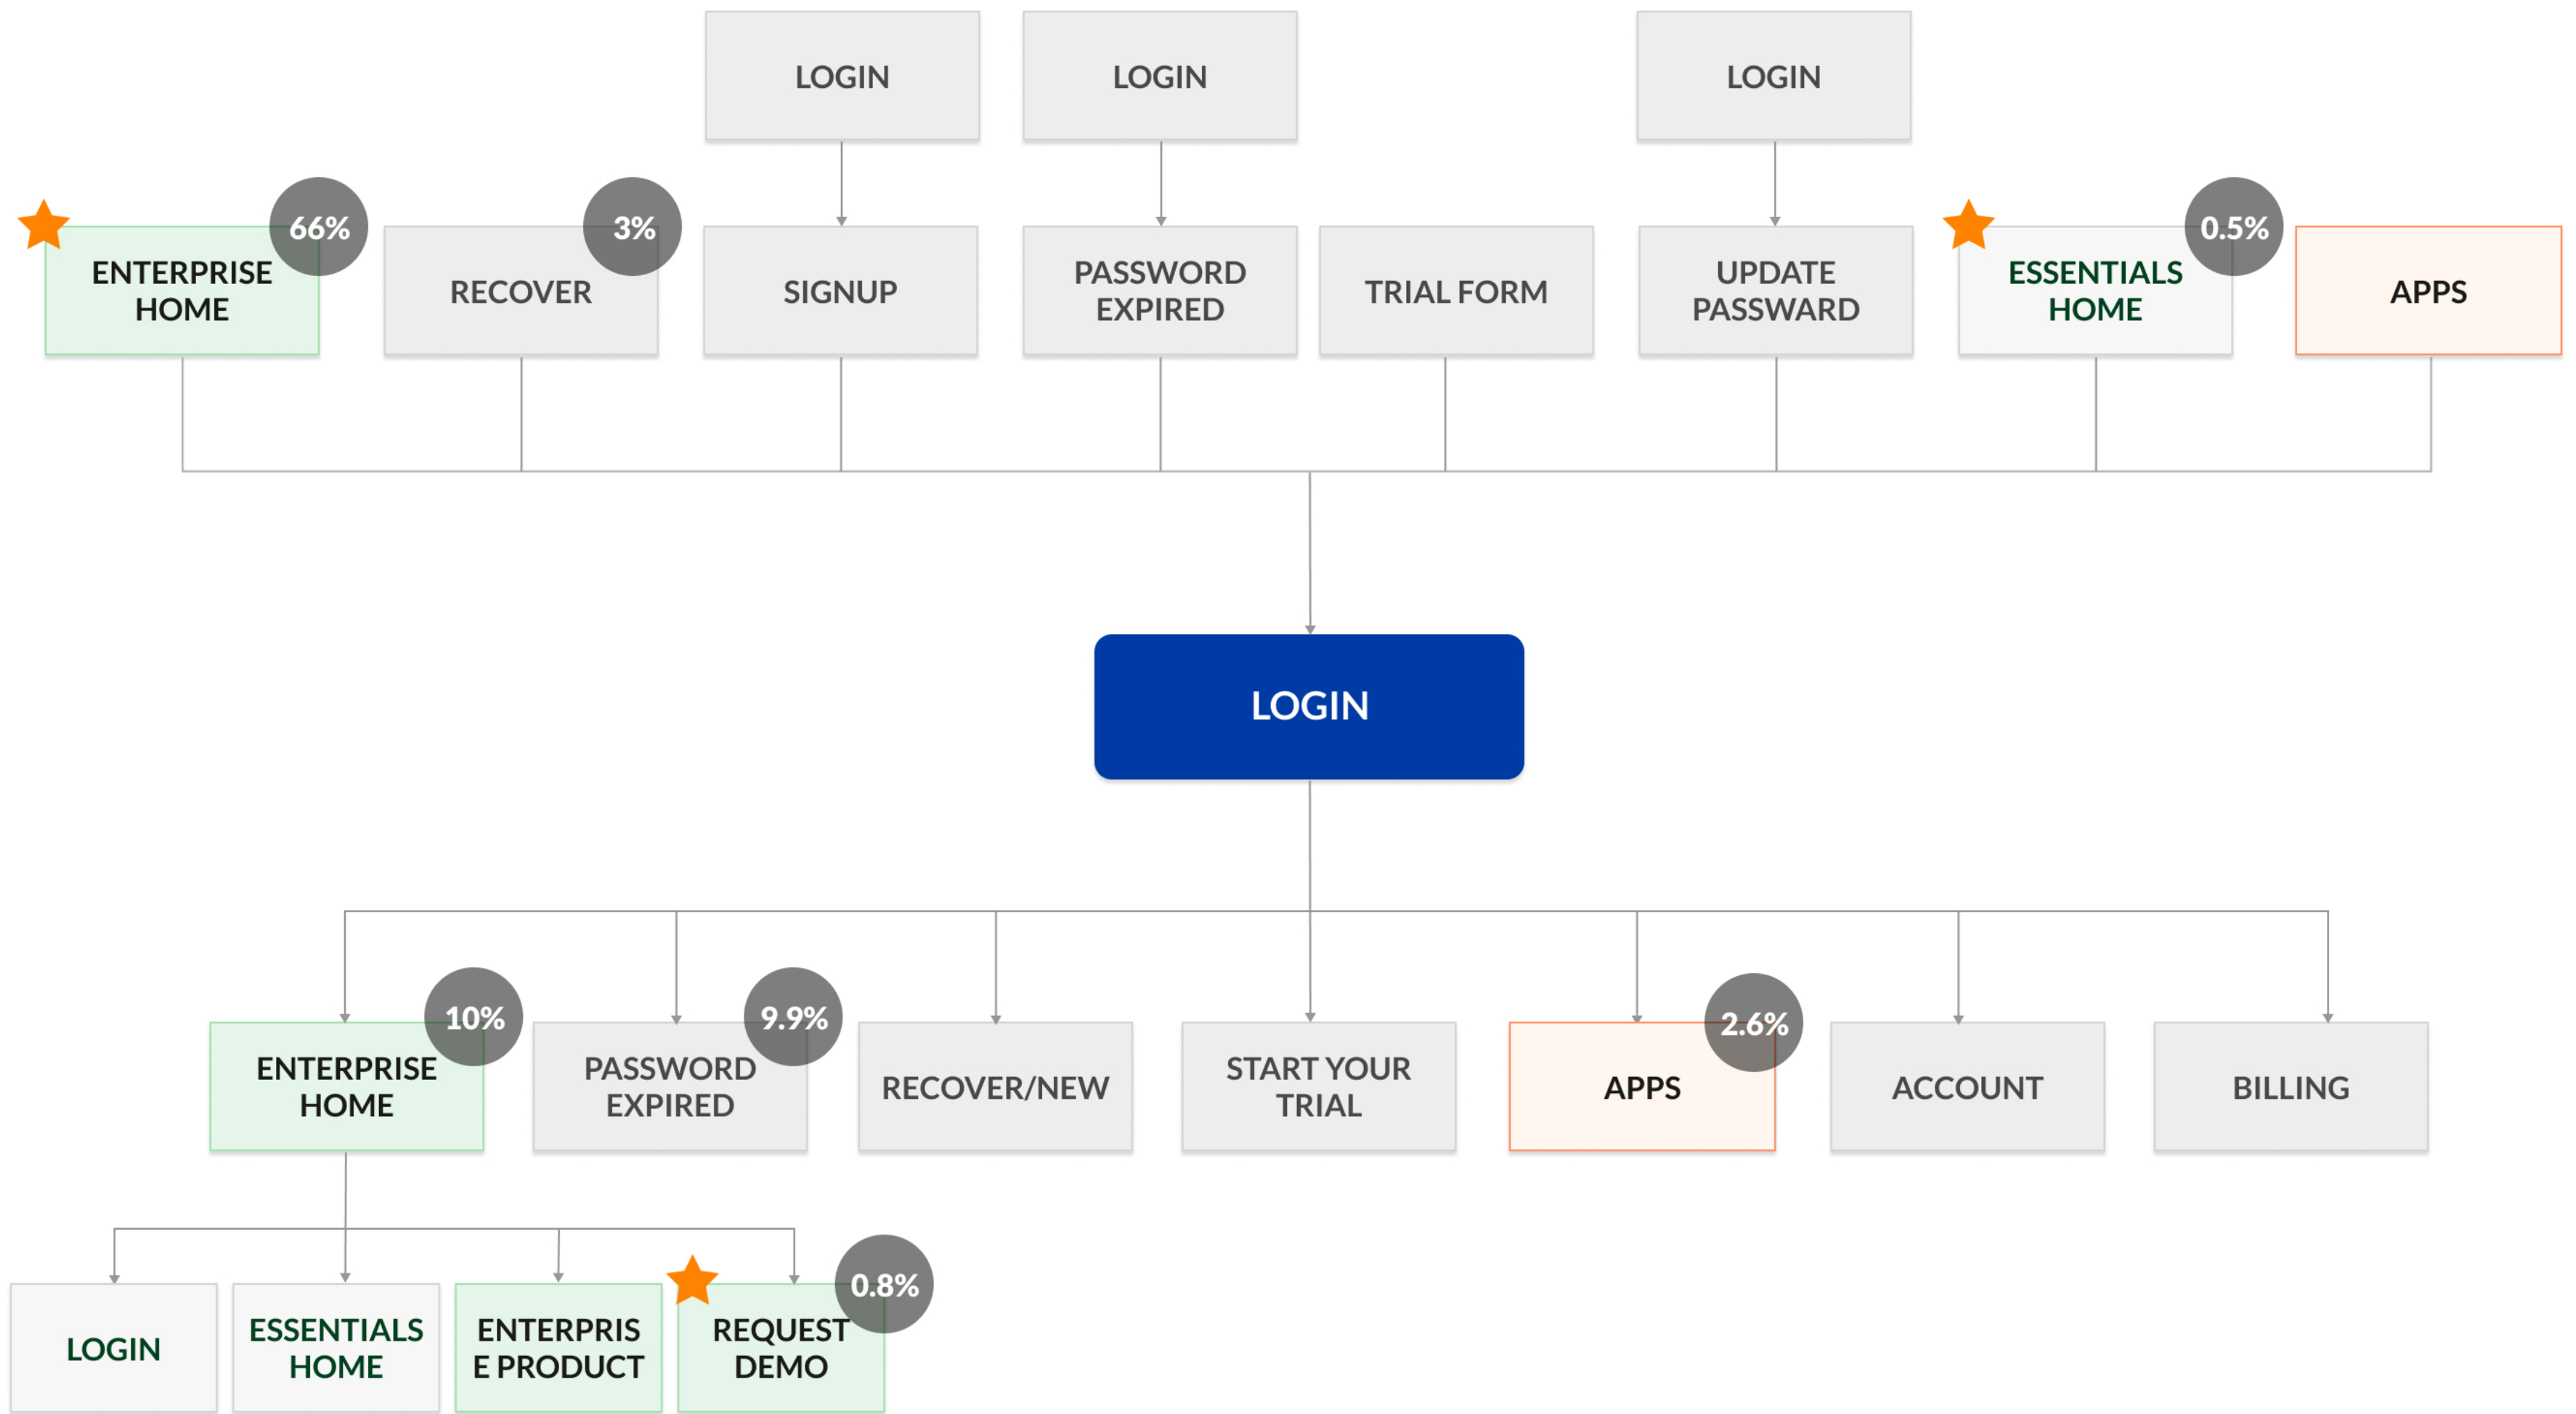 LOGIN
LOGIN
LOGIN
66%
3%
0.5%
ENTERPRISE
HOME
RECOVER
SIGNUP
PASSWORD
EXPIRED
TRIAL FORM
UPDATE
PASSWARD
ESSENTIALS
HOME
APPS
LOGIN
10%
9.9%
2.6%
ENTERPRISE
HOME
PASSWORD
EXPIRED
RECOVER/NEW
START YOUR
TRIAL
APPS
ACCOUNT
BILLING
0.8%
LOGIN
ESSENTIALS
HOME
ENTERPRIS
E PRODUCT
REQUEST
DEMO